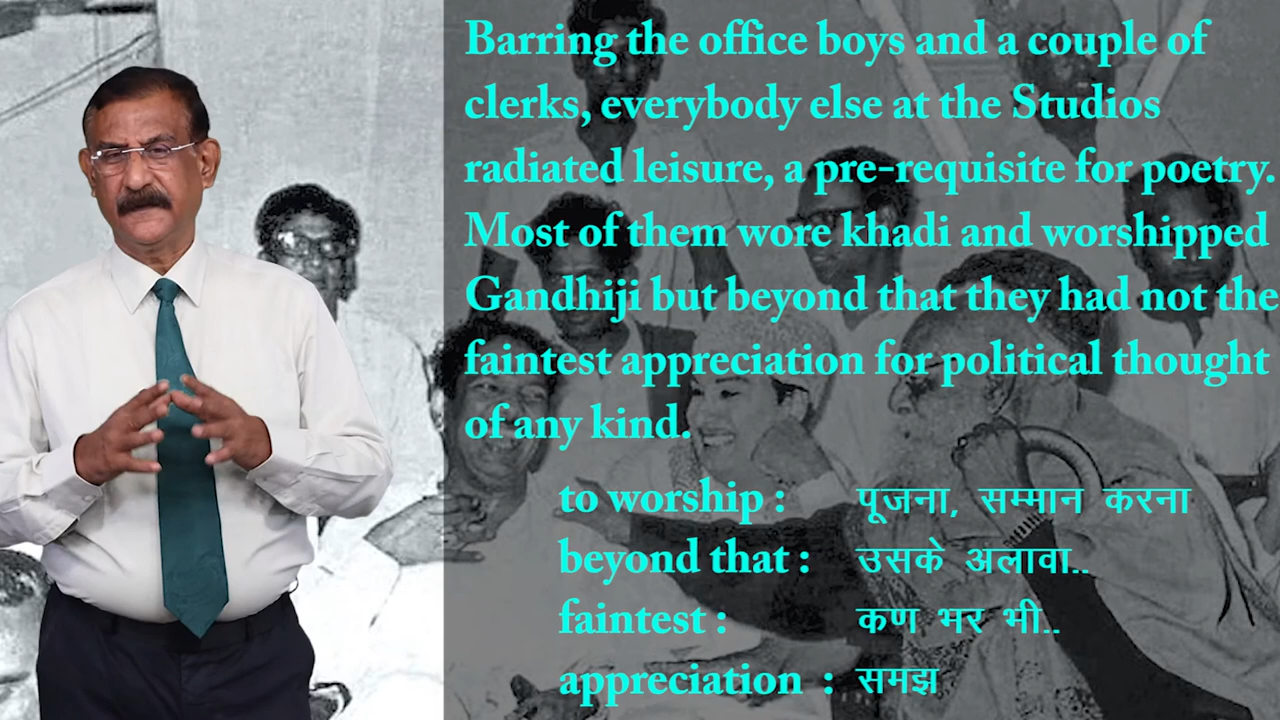 Barring the office boys and a couple of
clerks, everybody else at the Studios
radiated leisure, a pre-requisite for poetry.
Most of them wore khadi and worshipped
Gandhiji but beyond that they had not the
faintest appreciation for political thought
of any kind.
to worship : पूजना, सम्मान करना
beyond that : उसके अलावा..
faintest : कण भर भी..
appreciation : समझ